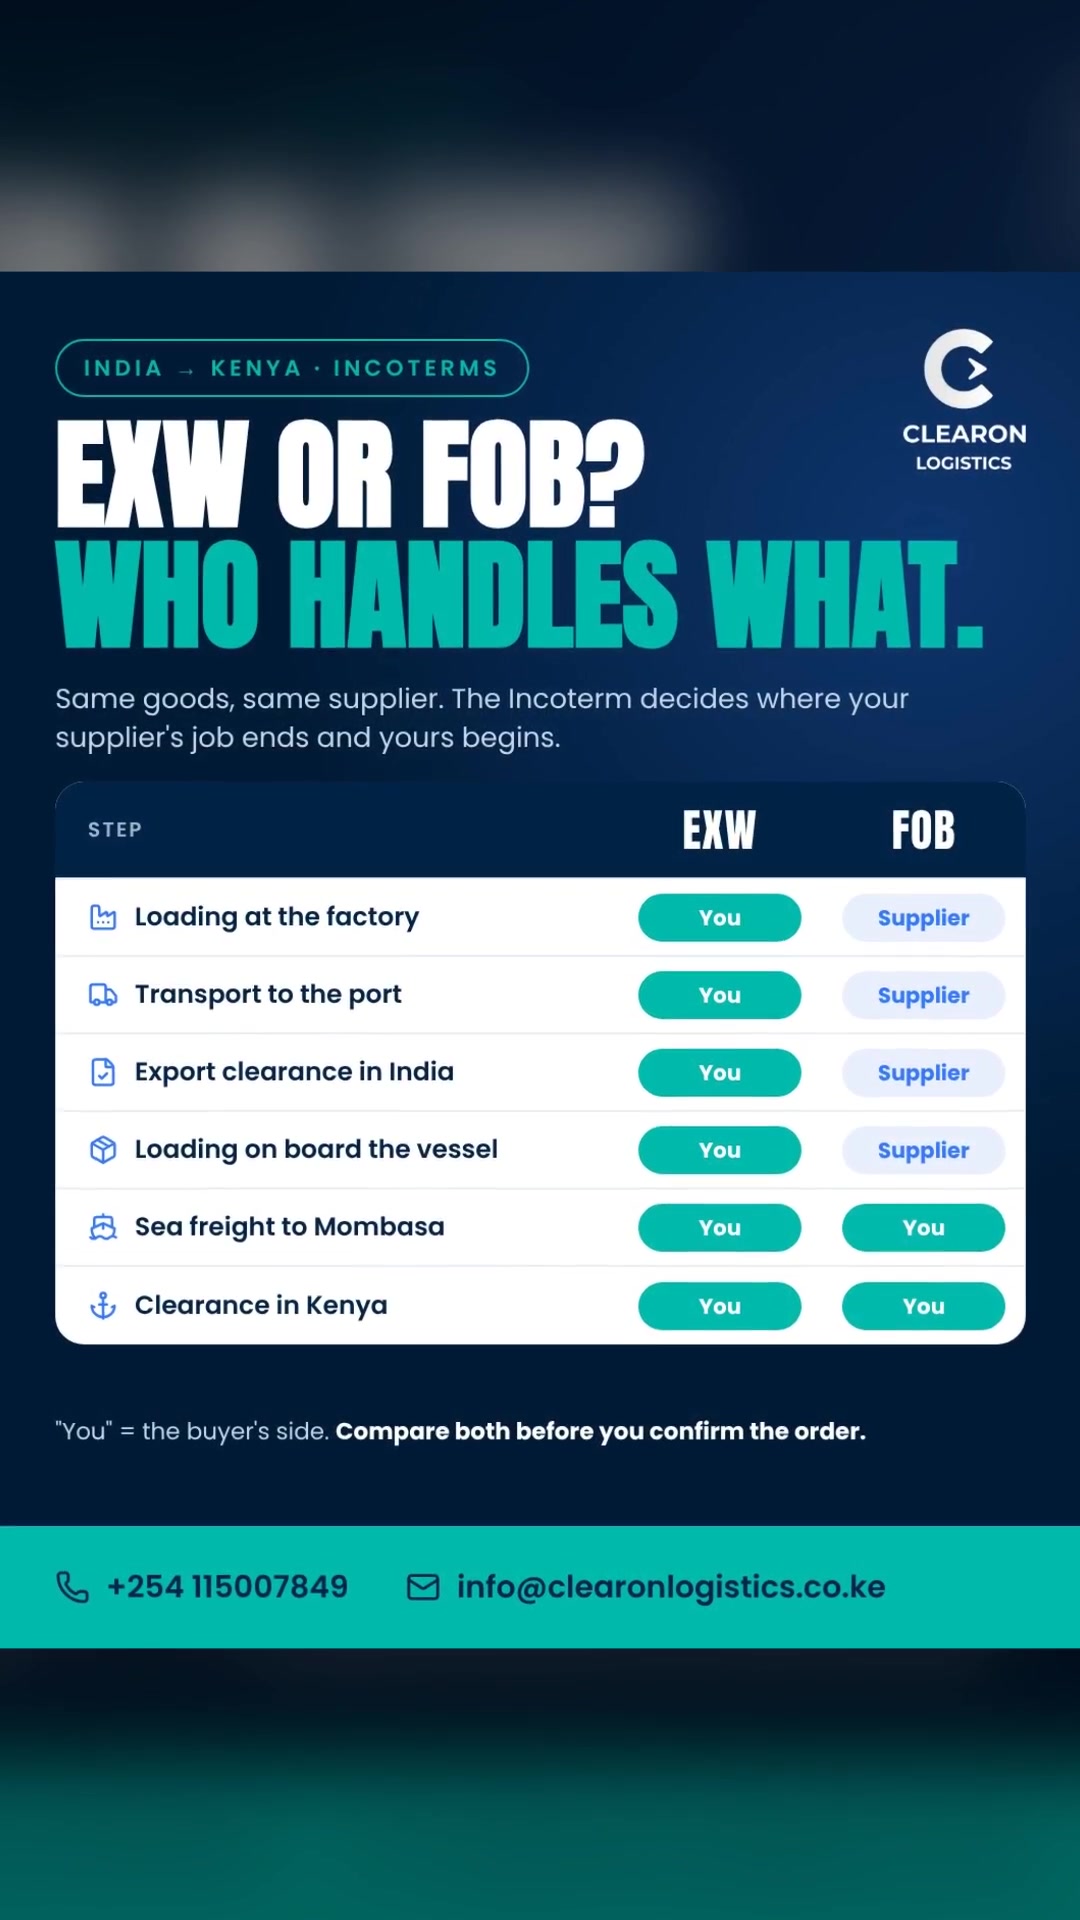 INDIA → KENYA · INCOTERMS
CLEARON
LOGISTICS
EXW OR FOB?
WHO HANDLES WHAT.
Same goods, same supplier. The Incoterm decides where your
supplier's job ends and yours begins.
STEP EXW FOB
Loading at the factory You Supplier
Transport to the port You Supplier
Export clearance in India You Supplier
Loading on board the vessel You Supplier
Sea freight to Mombasa You You
Clearance in Kenya You You
"You" = the buyer's side. Compare both before you confirm the order.
+254 115007849 info@clearonlogistics.co.ke